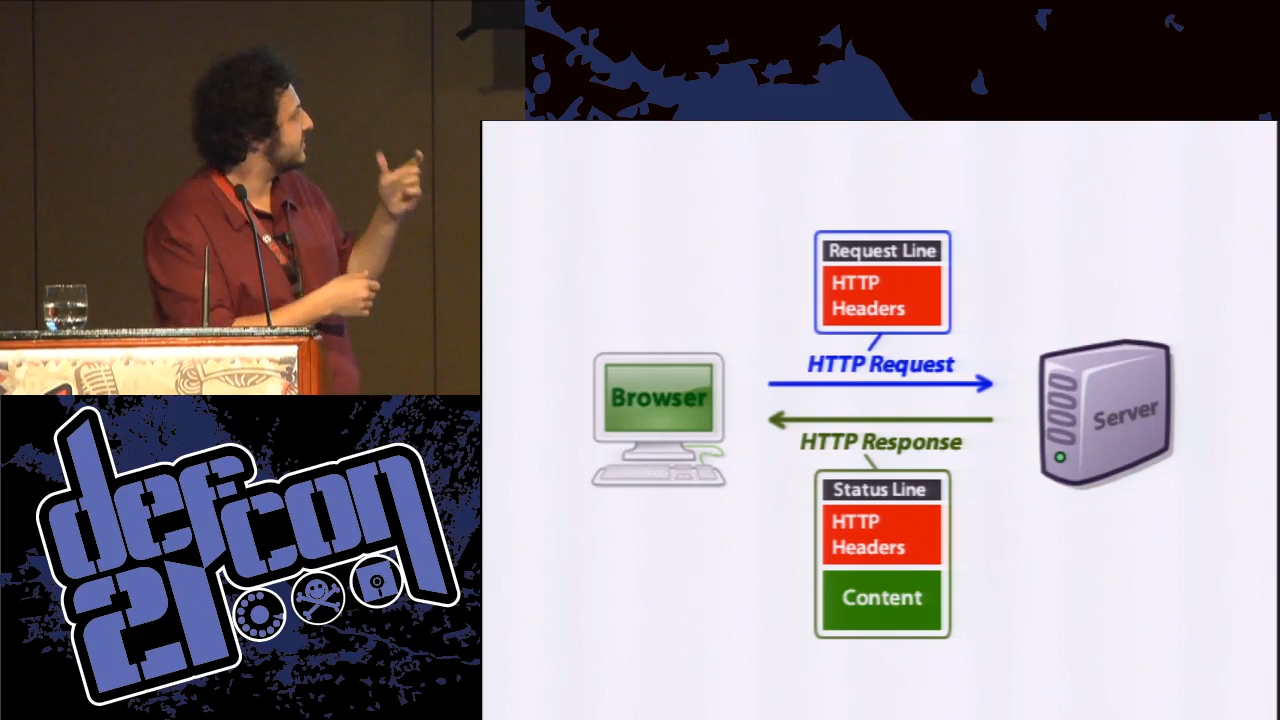 Request Line
HTTP
Headers
HTTP Request
Browser
Server
HTTP Response
Status Line
HTTP
Headers
Content
defcon
21